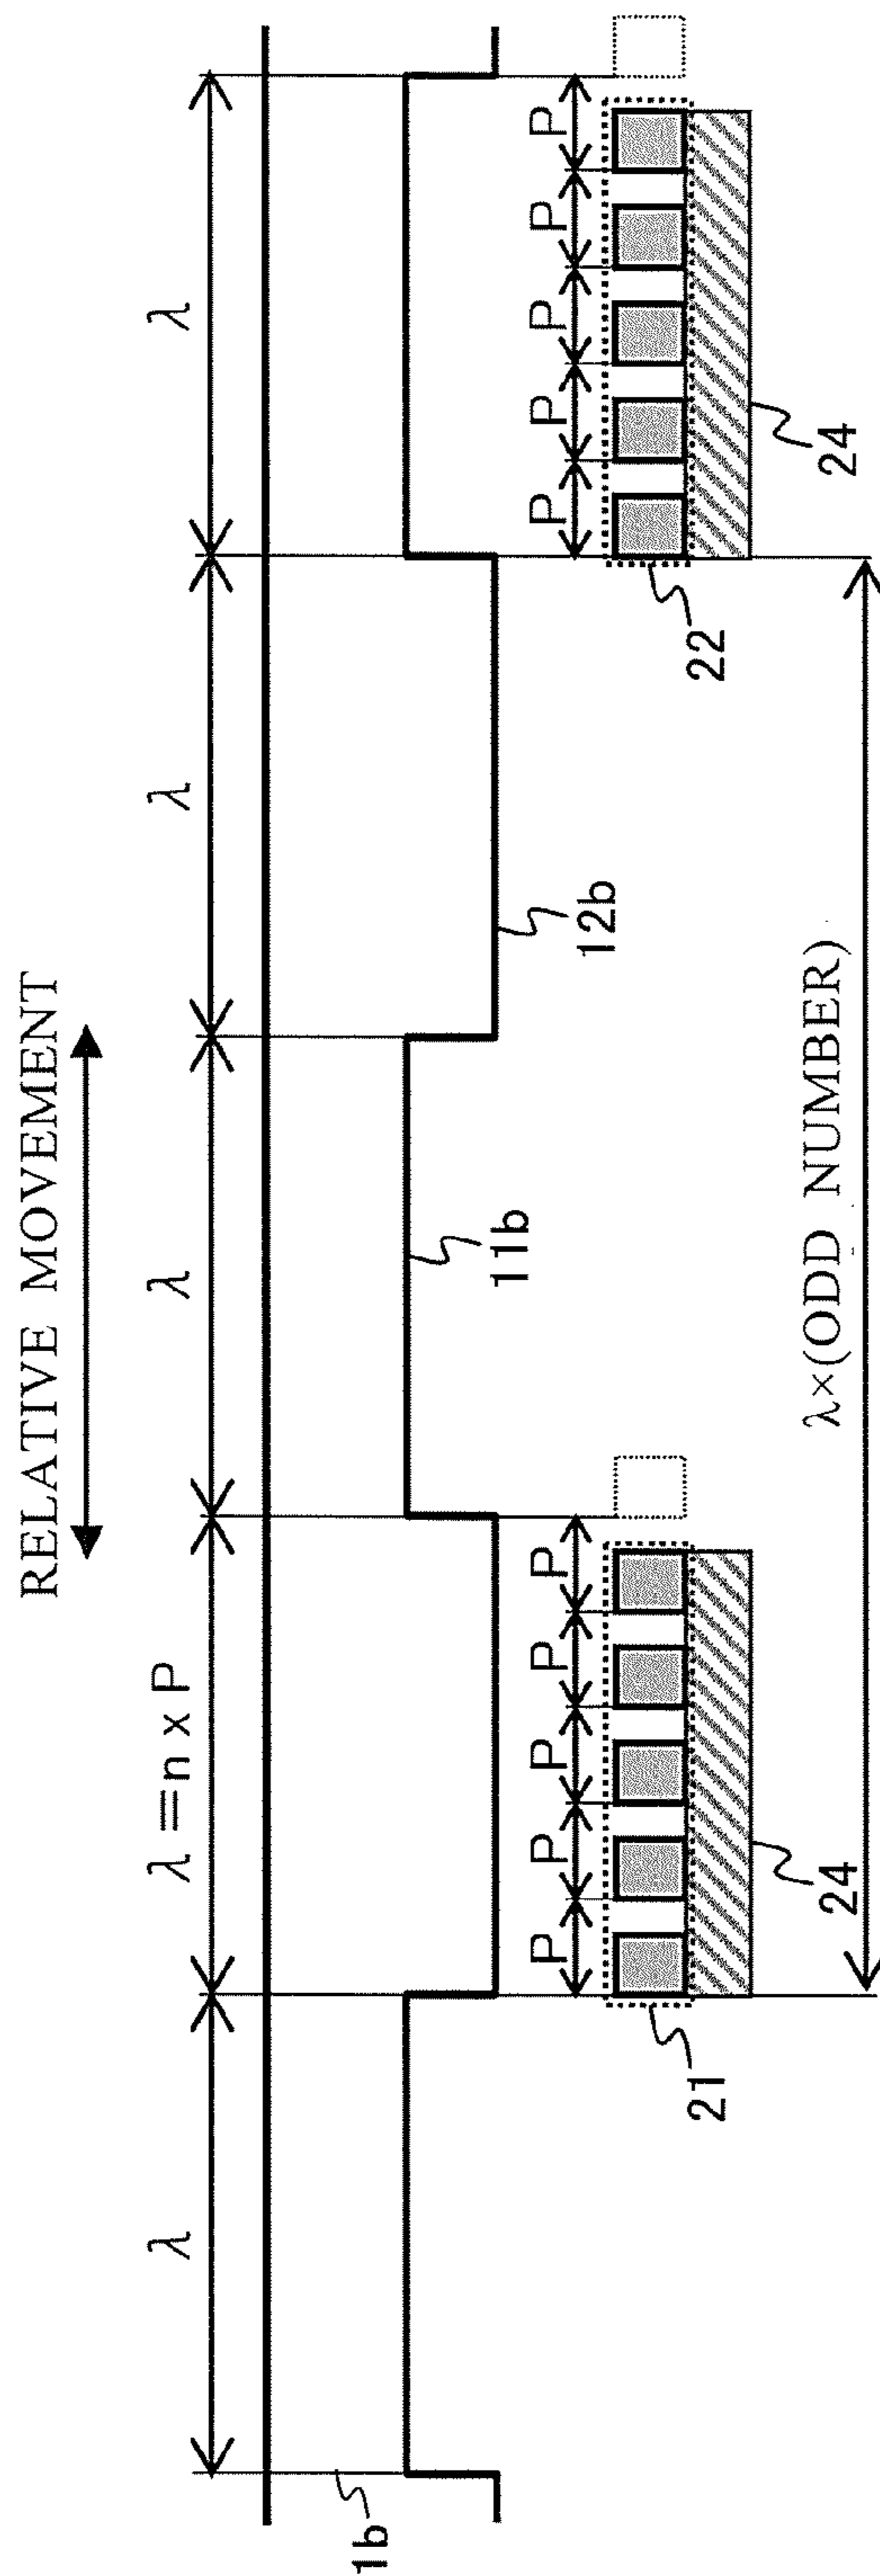 RELATIVE MOVEMENT
λ
λ=n x P
λ
λ
λ
1b
11b
12b
P
P
P
P
P
P
P
P
P
P
21
24
22
24
λ×(ODD NUMBER)